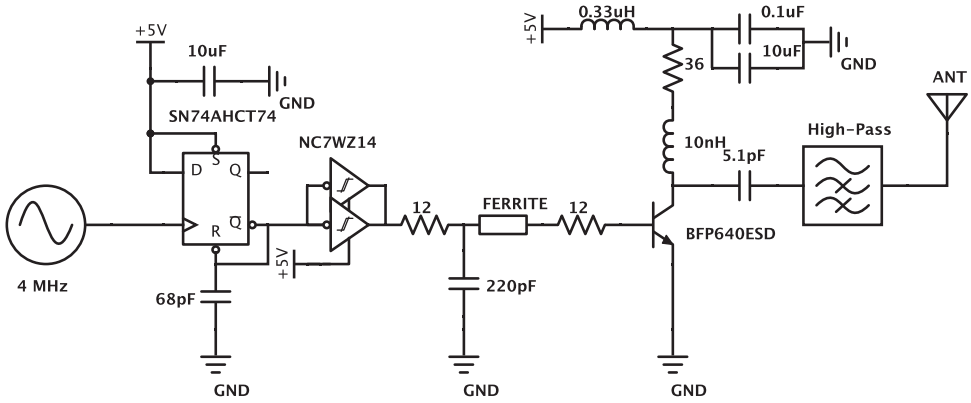 +5V
10uF
GND
SN74AHCT74
S
D
Q
Q
R
4 MHz
68pF
GND
NC7WZ14
+5V
12
FERRITE
12
220pF
GND
+5V
0.33uH
0.1uF
10uF
GND
36
10nH
5.1pF
BFP640ESD
GND
High-Pass
ANT